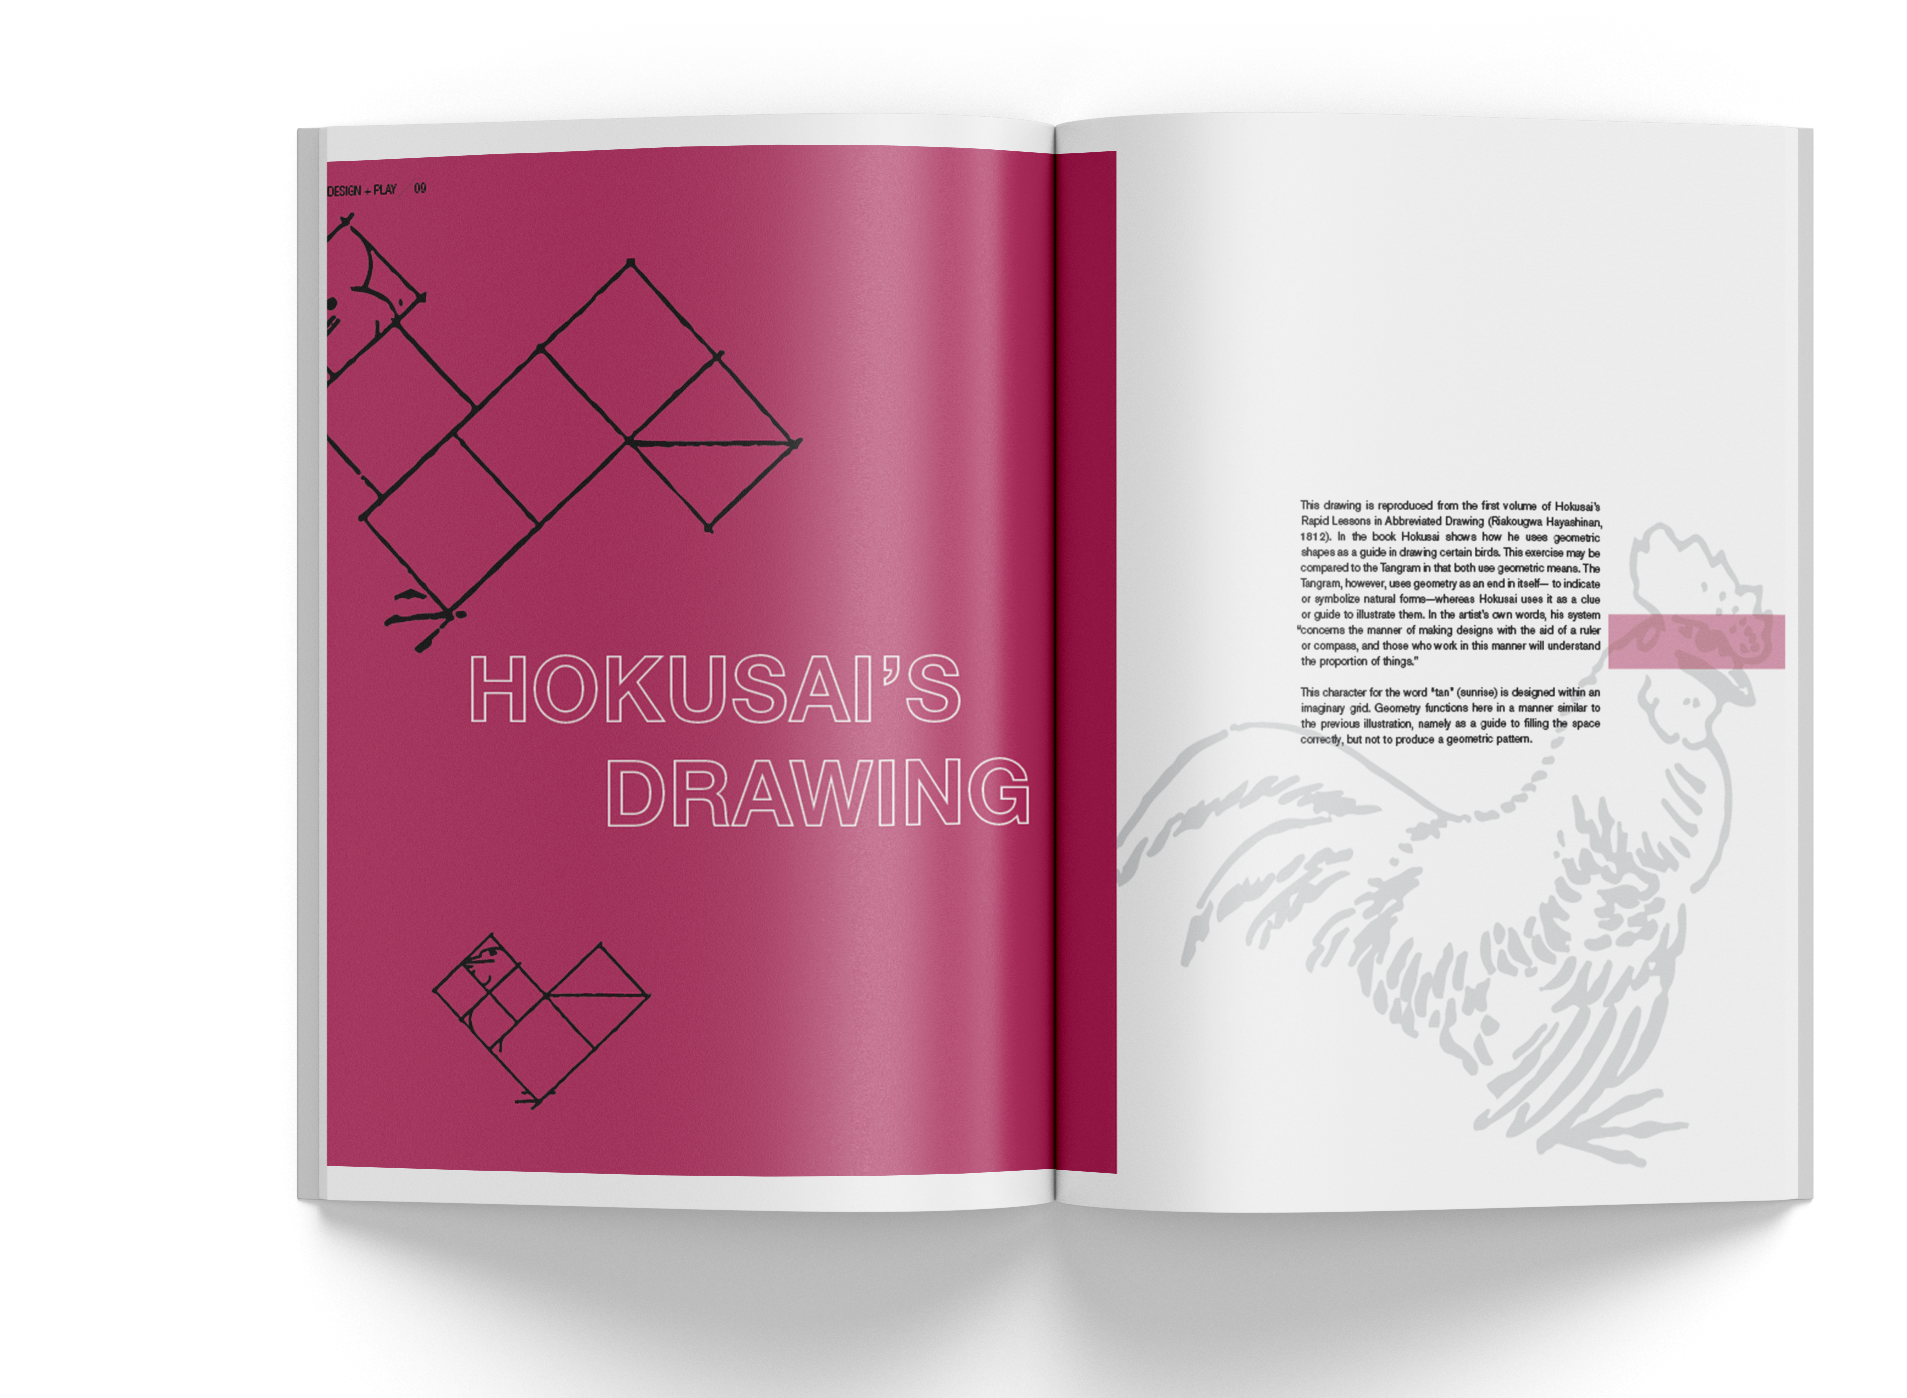 DESIGN + PLAY 09
HOKUSAI'S
DRAWING
This drawing is reproduced from the first volume of Hokusai's
Rapid Lessons in Abbreviated Drawing (Riakougwa Hayashinan,
1812). In the book Hokusai shows how he uses geometric
shapes as a guide in drawing certain birds. This exercise may be
compared to the Tangram in that both use geometric means. The
Tangram, however, uses geometry as an end in itself— to indicate
or symbolize natural forms—whereas Hokusai uses it as a clue
or guide to illustrate them. In the artist's own words, his system
"concerns the manner of making designs with the aid of a ruler
or compass, and those who work in this manner will understand
the proportion of things."
This character for the word "tan" (sunrise) is designed within an
imaginary grid. Geometry functions here in a manner similar to
the previous illustration, namely as a guide to filling the space
correctly, but not to produce a geometric pattern.